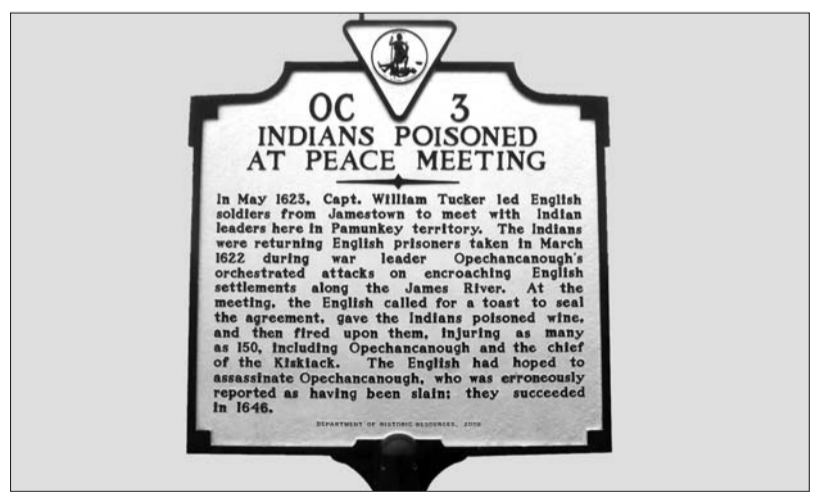 OC 3
INDIANS POISONED
AT PEACE MEETING
In May 1623, Capt. William Tucker led English
soldiers from Jamestown to meet with Indian
leaders here in Pamunkey territory. The Indians
were returning English prisoners taken in March
1622 during war leader Opechancanough's
orchestrated attacks on encroaching English
settlements along the James River. At the
meeting, the English called for a toast to seal
the agreement, gave the Indians poisoned wine,
and then fired upon them, injuring as many
as 150, including Opechancanough and the chief
of the Kiskiack. The English had hoped to
assassinate Opechancanough, who was erroneously
reported as having been slain; they succeeded
in 1646.
DEPARTMENT OF HISTORIC RESOURCES,